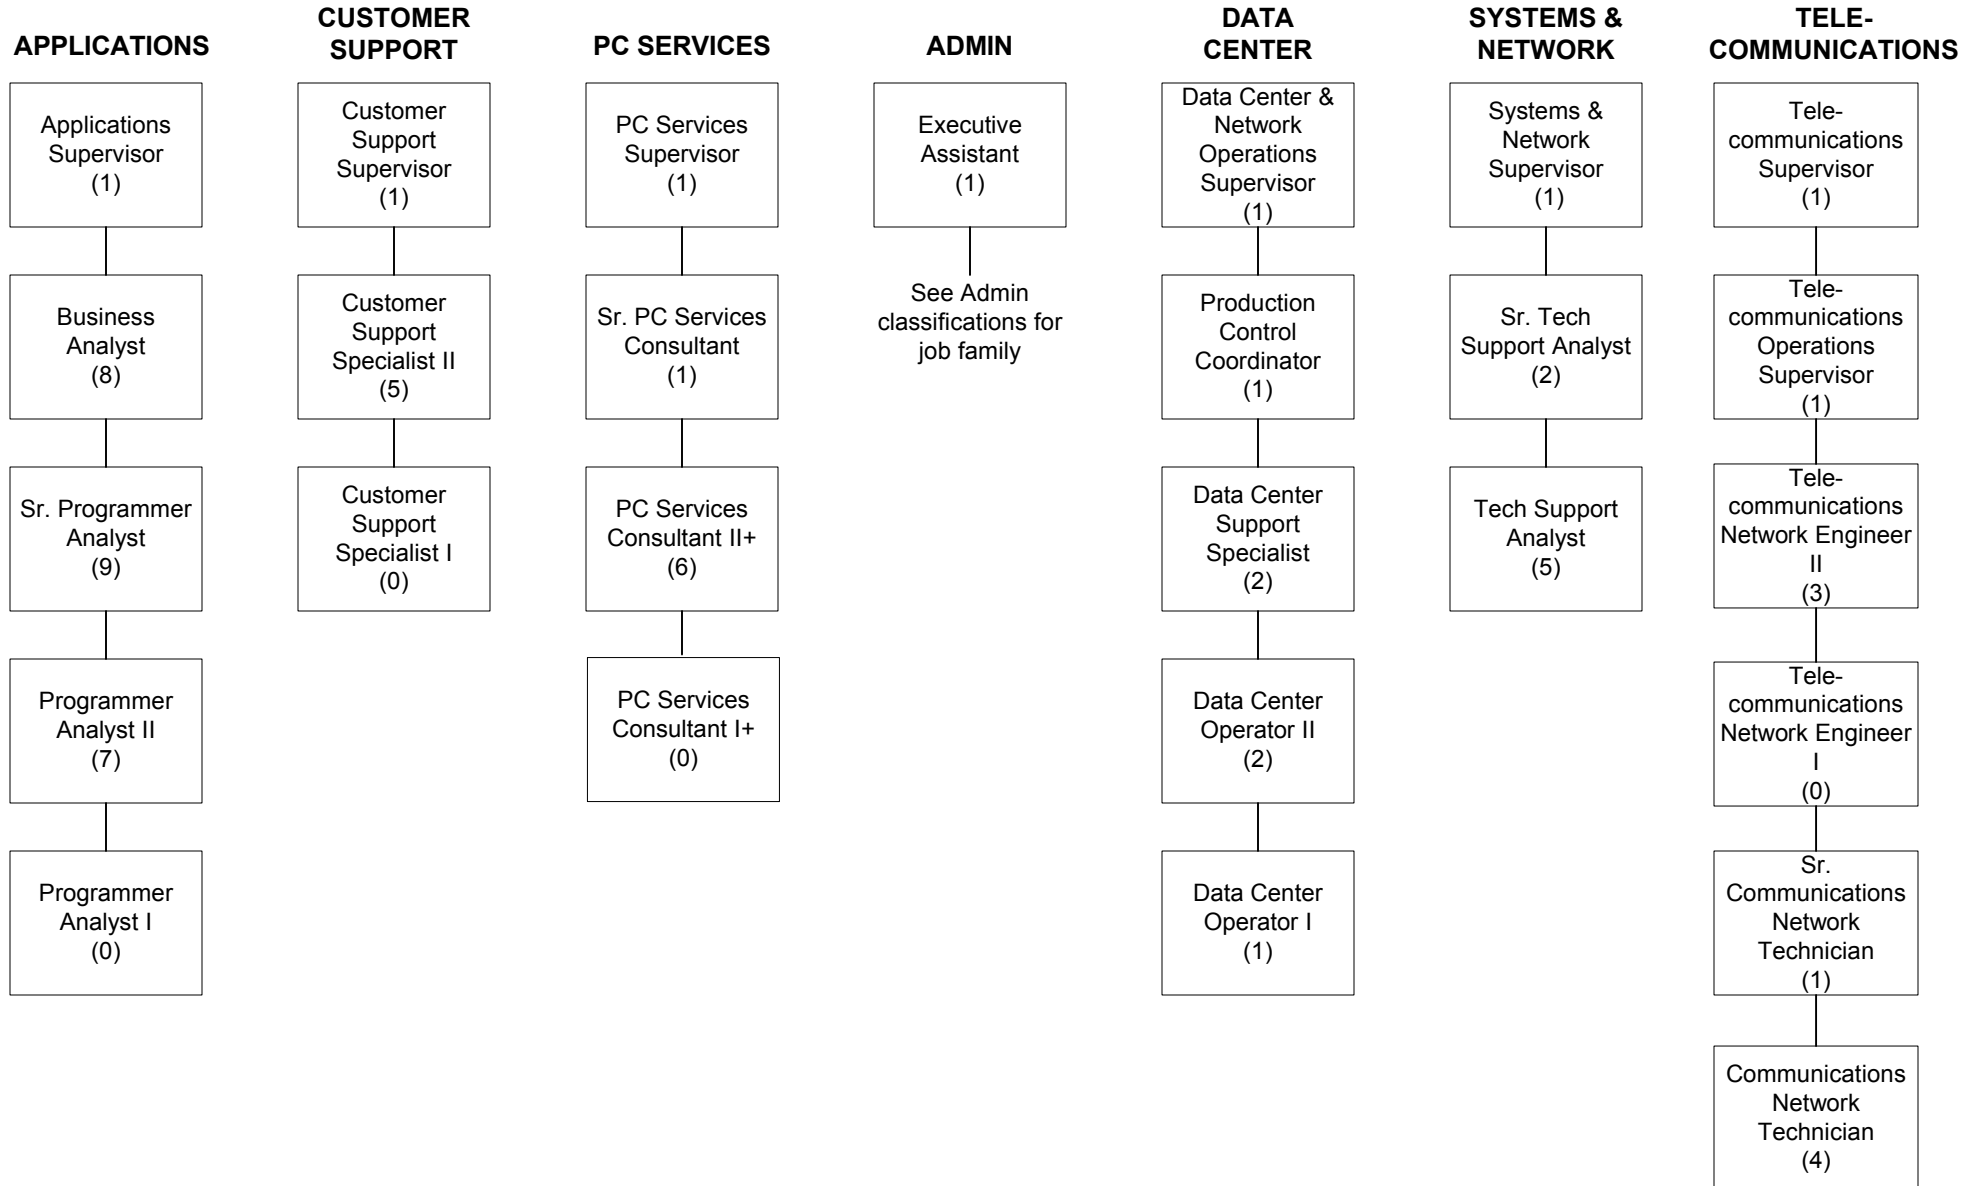 APPLICATIONS
Applications
Supervisor
(1)
Business
Analyst
(8)
Sr. Programmer
Analyst
(9)
Programmer
Analyst II
(7)
Programmer
Analyst I
(0)
CUSTOMER
SUPPORT
Customer
Support
Supervisor
(1)
Customer
Support
Specialist II
(5)
Customer
Support
Specialist I
(0)
PC SERVICES
PC Services
Supervisor
(1)
Sr. PC Services
Consultant
(1)
PC Services
Consultant II+
(6)
PC Services
Consultant I+
(0)
ADMIN
Executive
Assistant
(1)
See Admin
classifications for
job family
DATA
CENTER
Data Center &
Network
Operations
Supervisor
(1)
Production
Control
Coordinator
(1)
Data Center
Support
Specialist
(2)
Data Center
Operator II
(2)
Data Center
Operator I
(1)
SYSTEMS &
NETWORK
Systems &
Network
Supervisor
(1)
Sr. Tech
Support Analyst
(2)
Tech Support
Analyst
(5)
TELE-
COMMUNICATIONS
Tele-
communications
Supervisor
(1)
Tele-
communications
Operations
Supervisor
(1)
Tele-
communications
Network Engineer
II
(3)
Tele-
communications
Network Engineer
I
(0)
Sr.
Communications
Network
Technician
(1)
Communications
Network
Technician
(4)